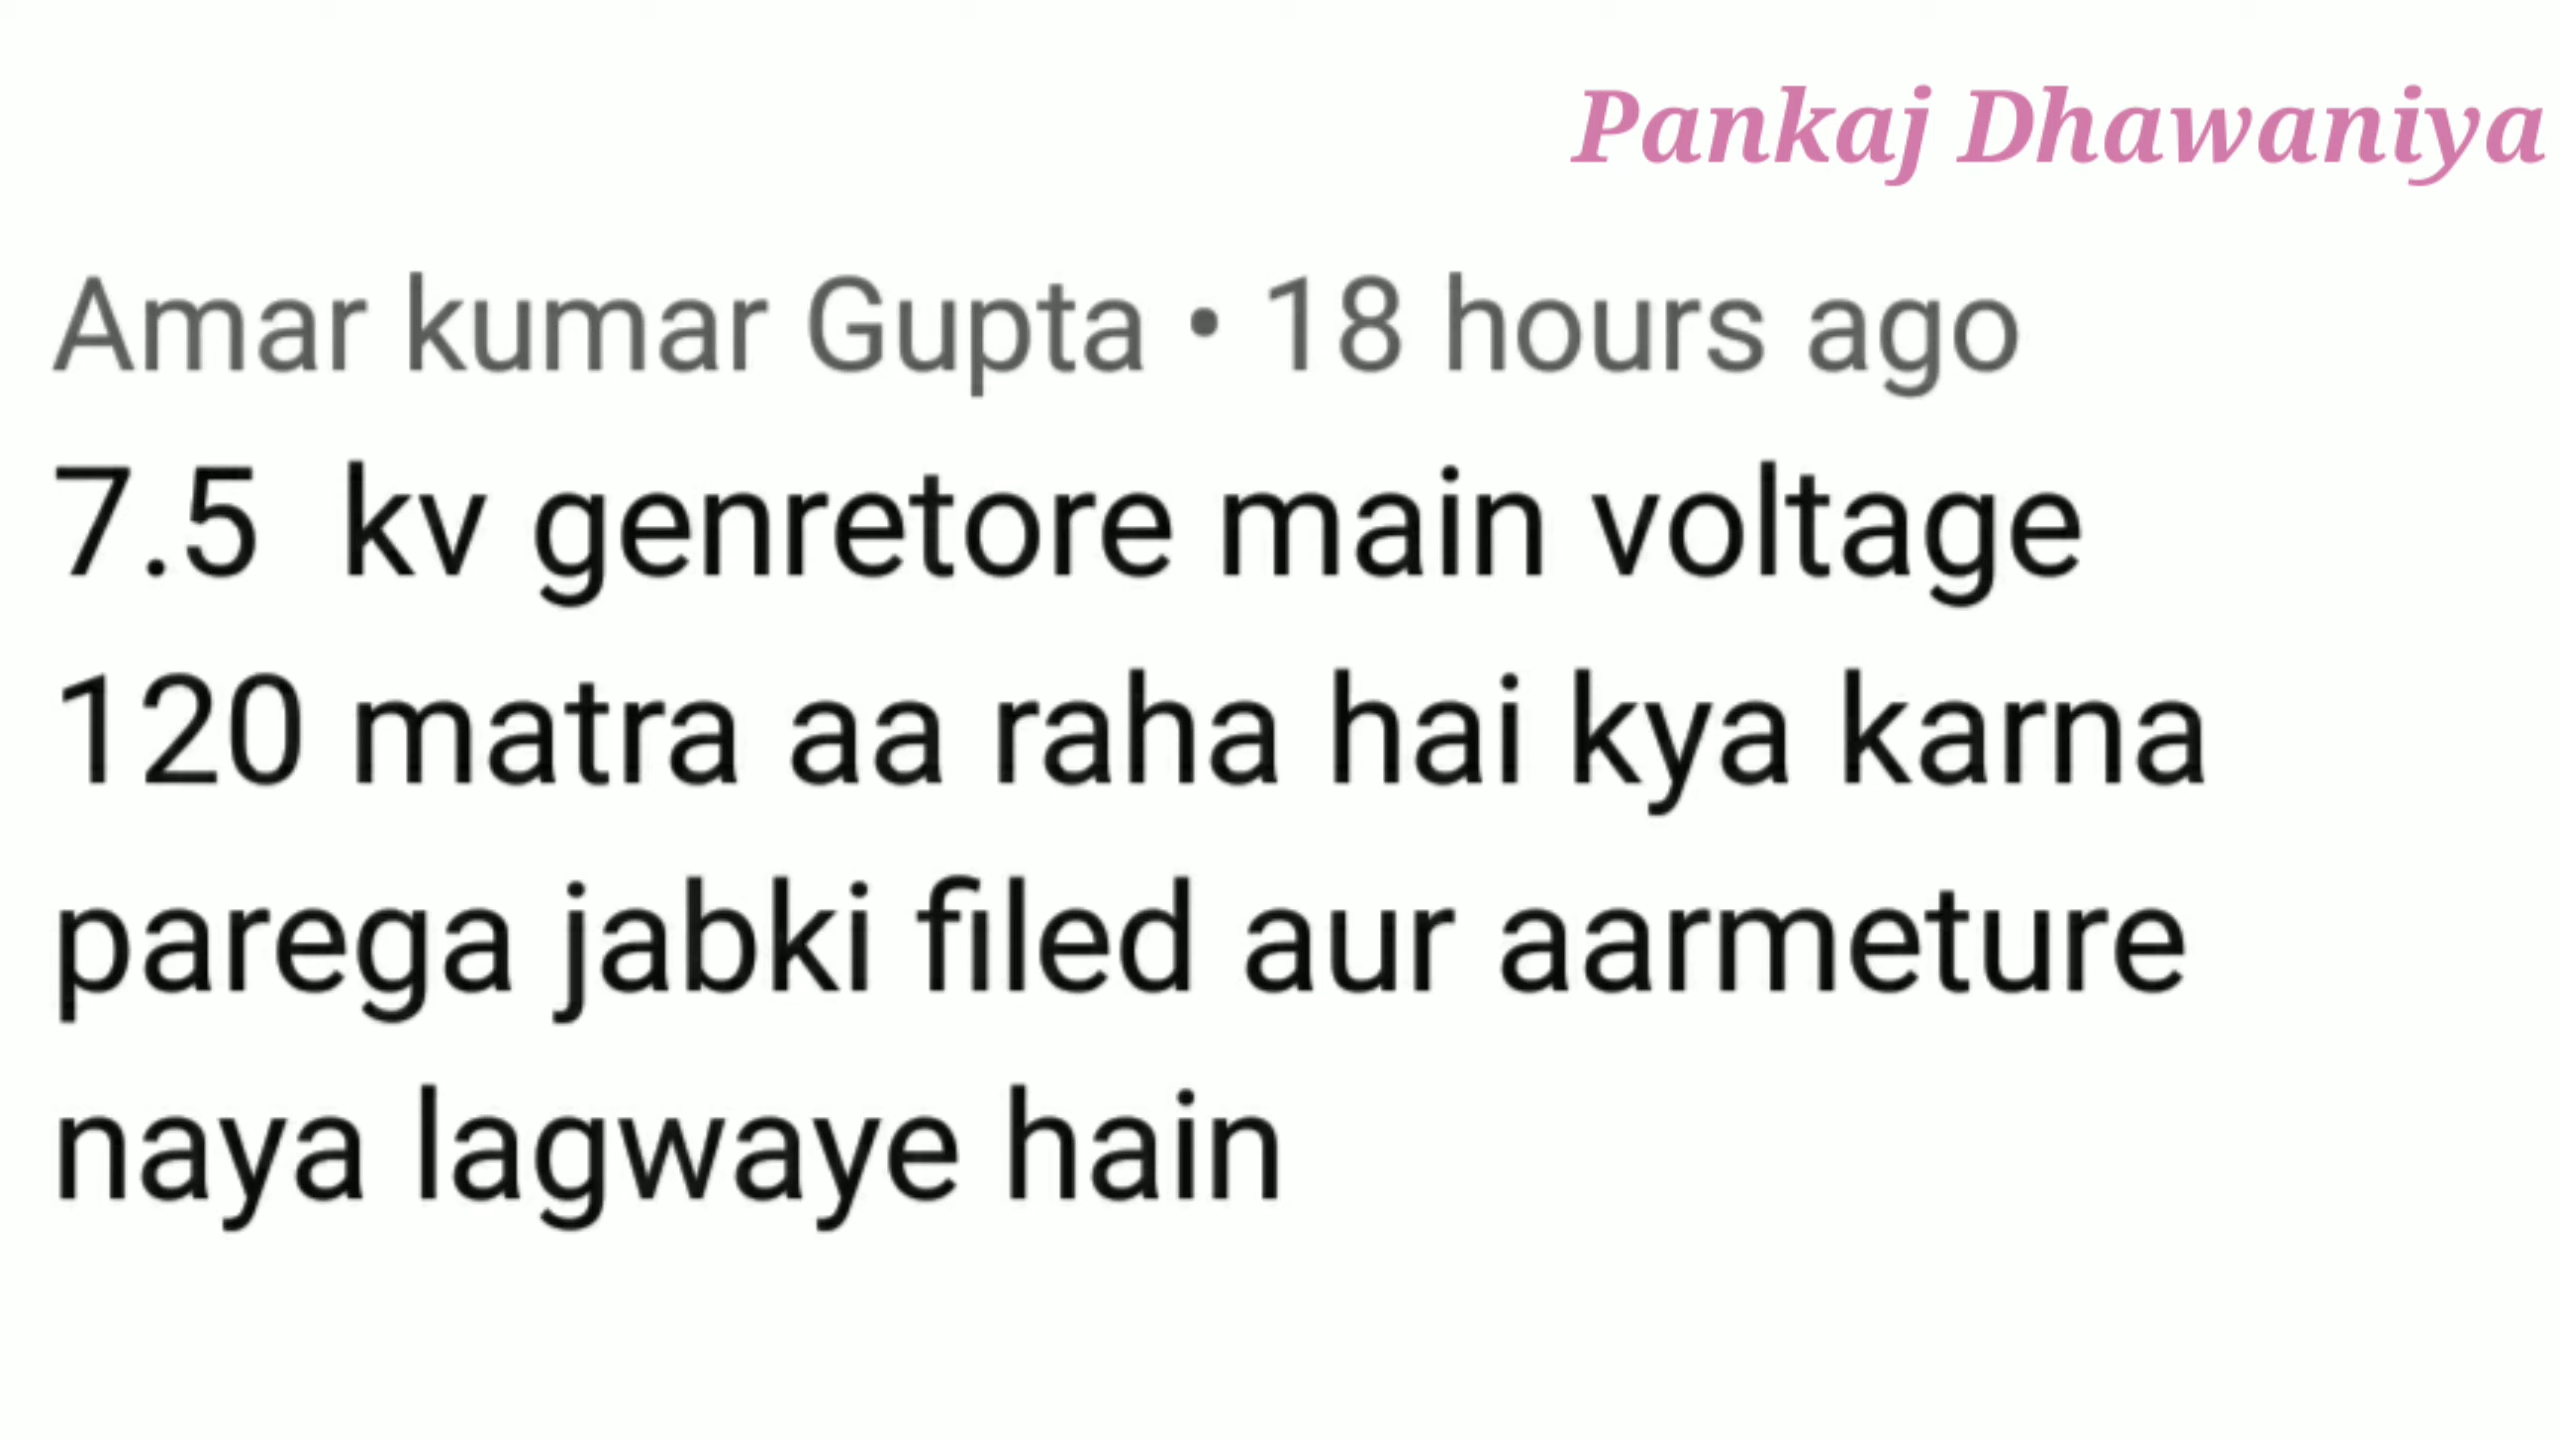 Pankaj Dhawaniya
Amar kumar Gupta • 18 hours ago
7.5  kv genretore main voltage
120 matra aa raha hai kya karna
parega jabki filed aur aarmeture
naya lagwaye hain